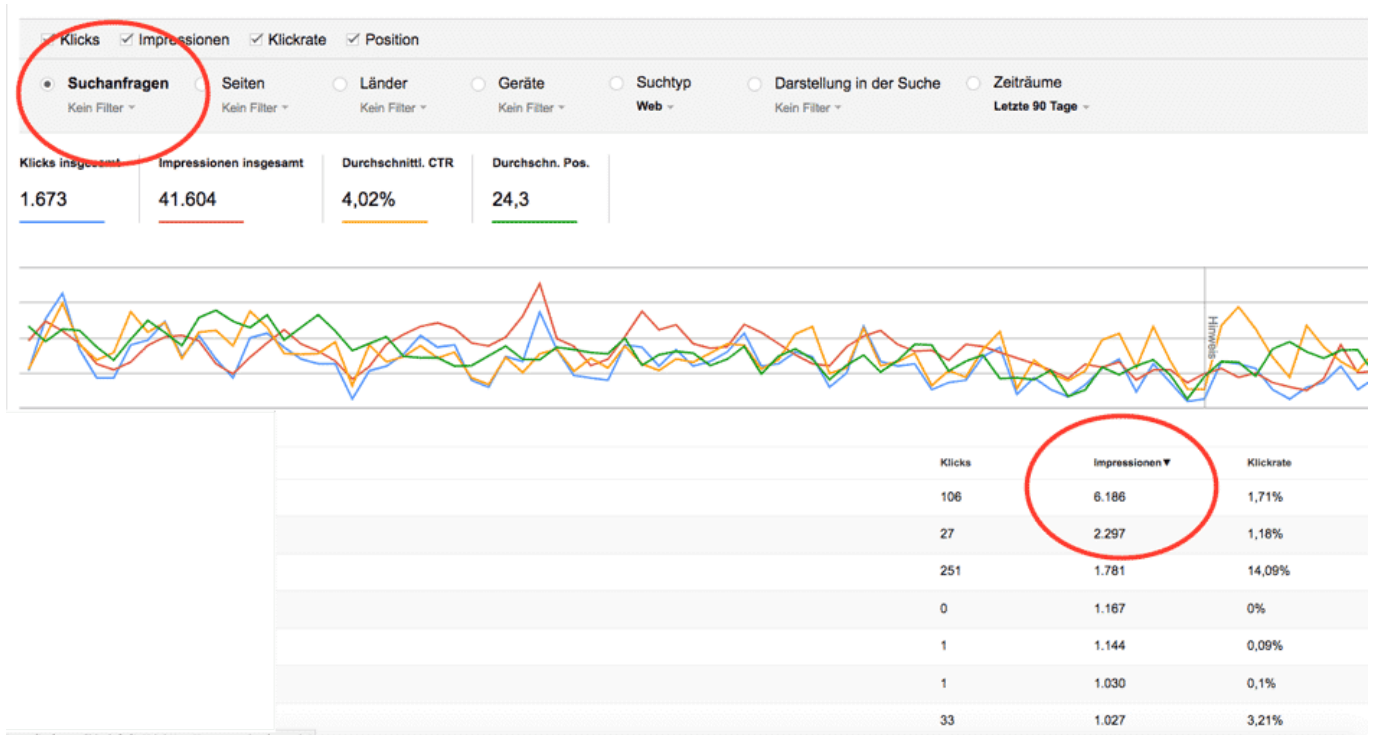 Klicks Impressionen Klickrate Position
Suchanfragen Seiten Länder Geräte Suchtyp Darstellung in der Suche Zeiträume
Kein Filter Kein Filter Kein Filter Kein Filter Web Kein Filter Letzte 90 Tage
Klicks insgesamt Impressionen insgesamt Durchschnittl. CTR Durchschn. Pos.
1.673 41.604 4,02% 24,3
Hinweis
Klicks Impressionen▼ Klickrate
106 6.186 1,71%
27 2.297 1,18%
251 1.781 14,09%
0 1.167 0%
1 1.144 0,09%
1 1.030 0,1%
33 1.027 3,21%